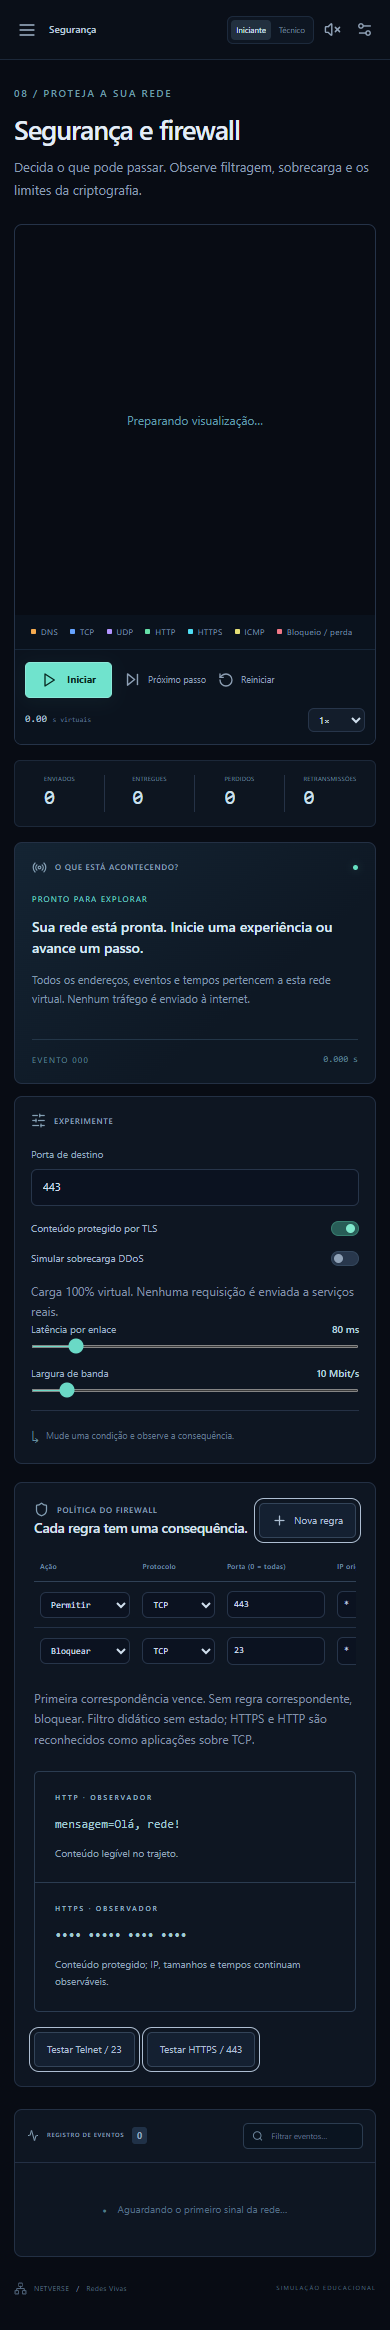 Segurança
Iniciante Técnico
08 / PROTEJA A SUA REDE
Segurança e firewall
Decida o que pode passar. Observe filtragem, sobrecarga e os
limites da criptografia.
Preparando visualização...
DNS TCP UDP HTTP HTTPS ICMP Bloqueio / perda
Iniciar Próximo passo Reiniciar
0.00 s virtuais 1×
ENVIADOS ENTREGUES PERDIDOS RETRANSMISSÕES
0 0 0 0
O QUE ESTÁ ACONTECENDO?
PRONTO PARA EXPLORAR
Sua rede está pronta. Inicie uma experiência ou
avance um passo.
Todos os endereços, eventos e tempos pertencem a esta rede
virtual. Nenhum tráfego é enviado à internet.
EVENTO 000 0.000 s
EXPERIMENTE
Porta de destino
443
Conteúdo protegido por TLS
Simular sobrecarga DDoS
Carga 100% virtual. Nenhuma requisição é enviada a serviços
reais.
Latência por enlace 80 ms
Largura de banda 10 Mbit/s
Mude uma condição e observe a consequência.
POLÍTICA DO FIREWALL
Cada regra tem uma consequência.
Nova regra
Ação Protocolo Porta (0 = todas) IP ori
Permitir TCP 443 *
Bloquear TCP 23 *
Primeira correspondência vence. Sem regra correspondente,
bloquear. Filtro didático sem estado; HTTPS e HTTP são
reconhecidos como aplicações sobre TCP.
HTTP · OBSERVADOR
mensagem=Olá, rede!
Conteúdo legível no trajeto.
HTTPS · OBSERVADOR
•••• ••••• •••• ••••
Conteúdo protegido; IP, tamanhos e tempos continuam
observáveis.
Testar Telnet / 23 Testar HTTPS / 443
REGISTRO DE EVENTOS 0 Filtrar eventos...
Aguardando o primeiro sinal da rede...
NETVERSE / Redes Vivas SIMULAÇÃO EDUCACIONAL